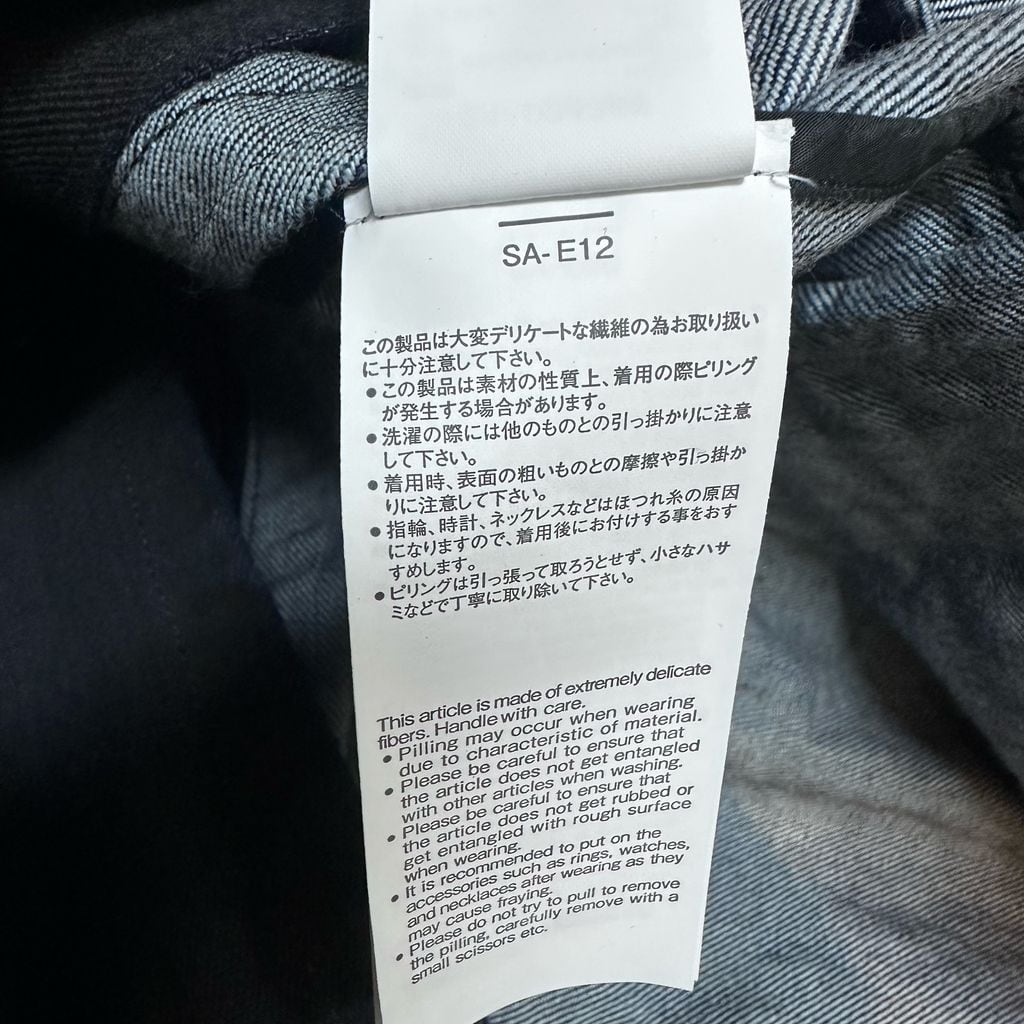 SA-E12
この製品は大変デリケートな繊維の為お取り扱い
に十分注意して下さい。
● この製品は素材の性質上、着用の際ピリング
が発生する場合があります。
● 洗濯の際には他のものとの引っ掛かりに注意
して下さい。
● 着用時、表面の粗いものとの摩擦や引っ掛か
りに注意して下さい。
● 指輪、時計、ネックレスなどはほつれ糸の原因
になりますので、着用後にお付けする事をおす
すめします。
● ピリングは引っ張って取ろうとせず、小さなハサ
ミなどで丁寧に取り除いて下さい。
This article is made of extremely delicate
fibers. Handle with care.
● Pilling may occur when wearing
due to characteristic of material.
● Please be careful to ensure that
the article does not get entangled
with other articles when washing.
● Please be careful to ensure that
the article does not get rubbed or
get entangled with rough surface
when wearing.
● It is recommended to put on the
accessories such as rings, watches,
and necklaces after wearing as they
may cause fraying.
● Please do not try to pull to remove
the pilling, carefully remove with a
small scissors etc.